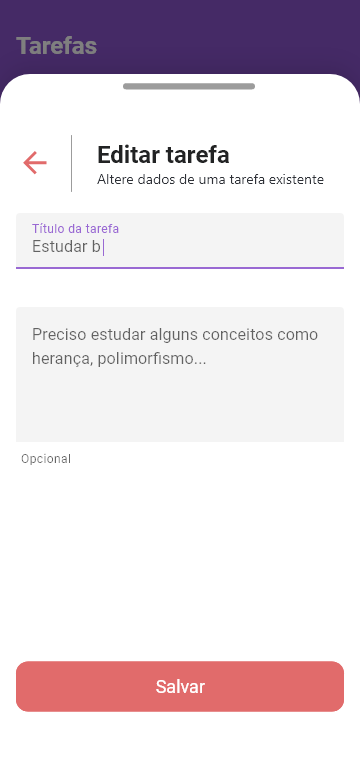 Tarefas
Editar tarefa
Altere dados de uma tarefa existente
Título da tarefa
Estudar b
Preciso estudar alguns conceitos como
herança, polimorfismo...
Opcional
Salvar